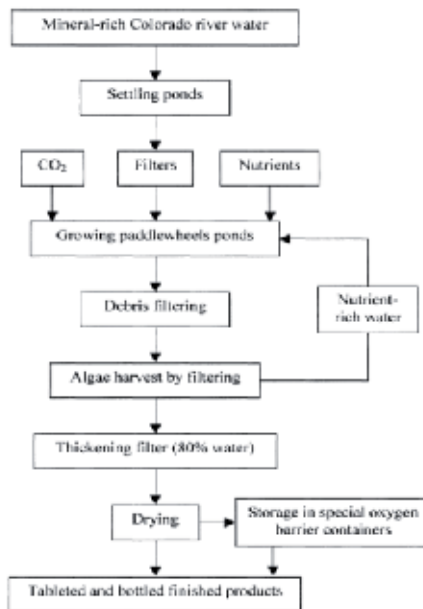 Mineral-rich Colorado river water
Settling ponds
CO₂
Filters
Nutrients
Growing paddlewheels ponds
Debris filtering
Nutrient-
rich water
Algae harvest by filtering
Thickening filter (80% water)
Drying
Storage in special oxygen
barrier containers
Tableted and bottled finished products